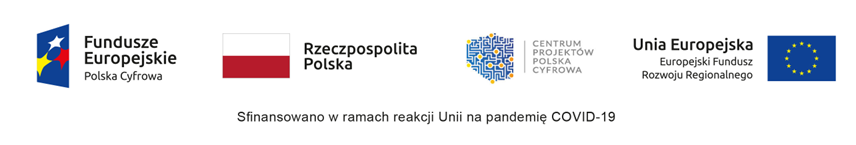 Fundusze
Europejskie
Polska Cyfrowa
Rzeczpospolita
Polska
CENTRUM
PROJEKTÓW
POLSKA
CYFROWA
Unia Europejska
Europejski Fundusz
Rozwoju Regionalnego
Sfinansowano w ramach reakcji Unii na pandemię COVID-19